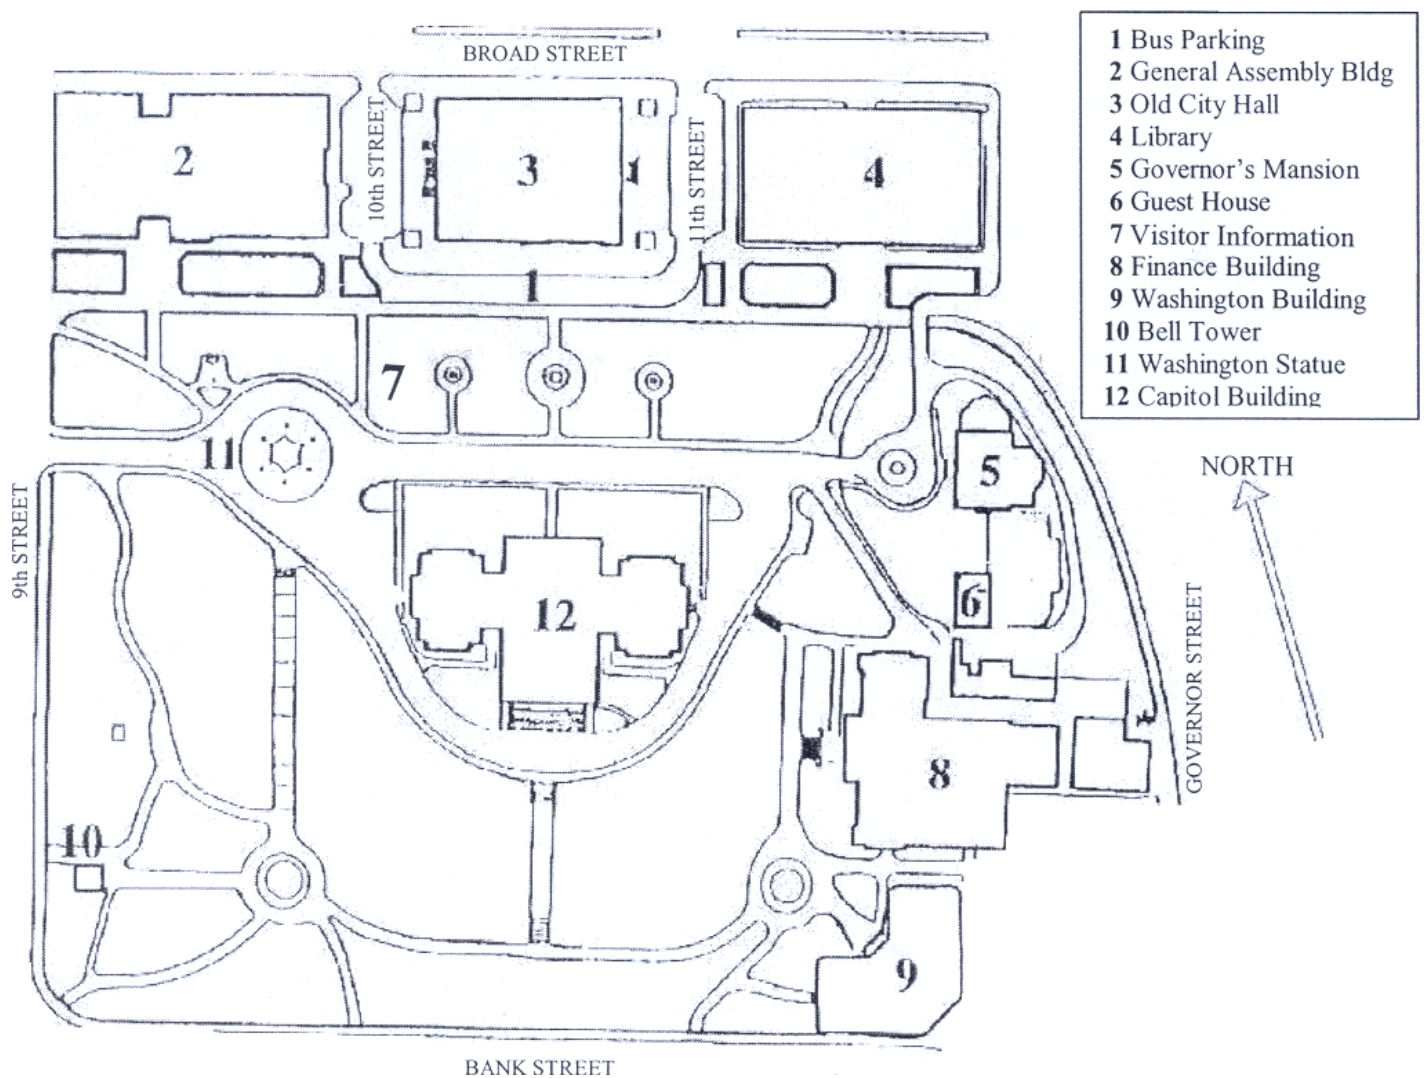 BROAD STREET
1 Bus Parking
2 General Assembly Bldg
3 Old City Hall
4 Library
5 Governor's Mansion
6 Guest House
7 Visitor Information
8 Finance Building
9 Washington Building
10 Bell Tower
11 Washington Statue
12 Capitol Building
2
10th STREET
3
1
11th STREET
4
1
7
11
5
NORTH
9th STREET
12
6
GOVERNOR STREET
8
10
9
BANK STREET